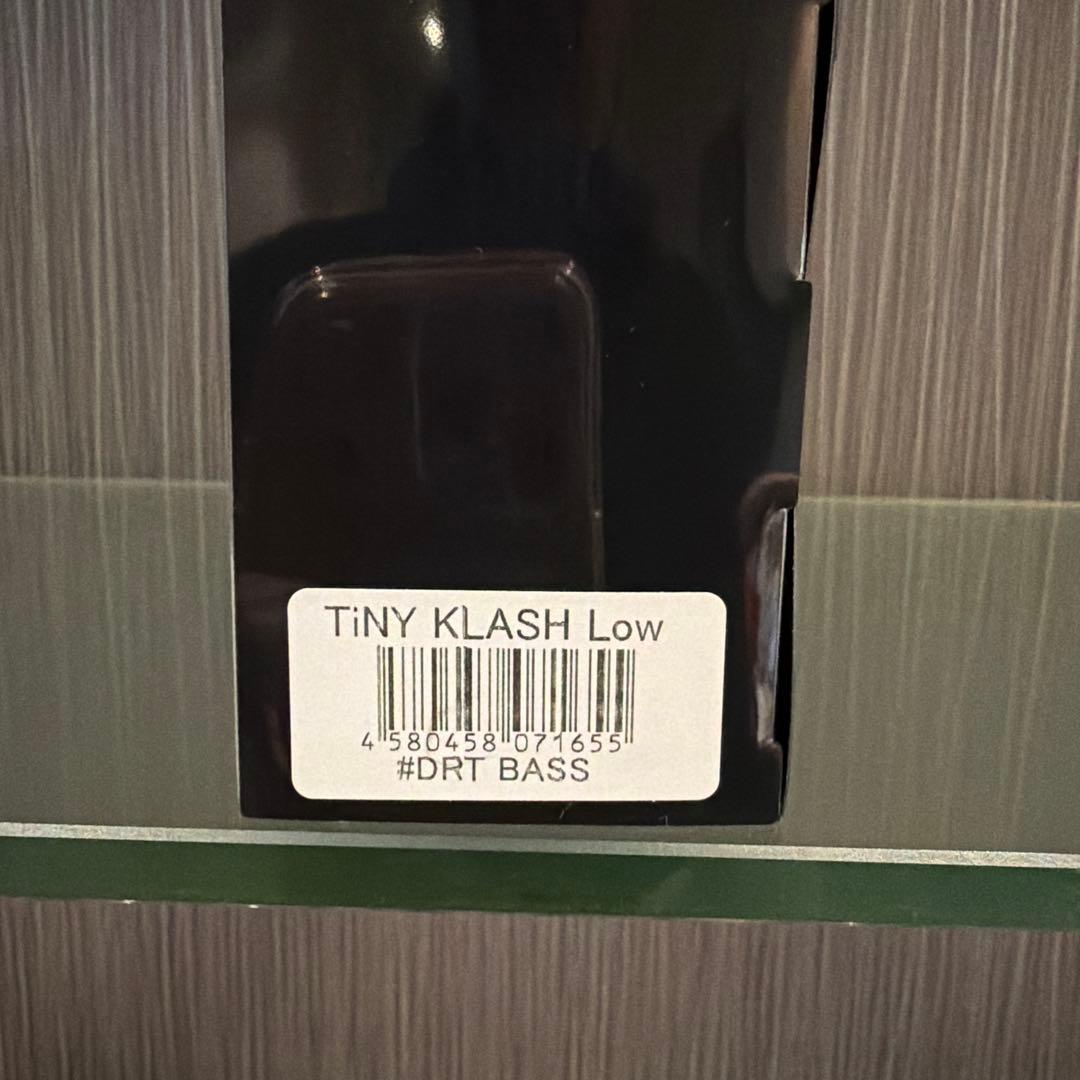 TiNY KLASH Low
4 580458 071655
#DRT BASS